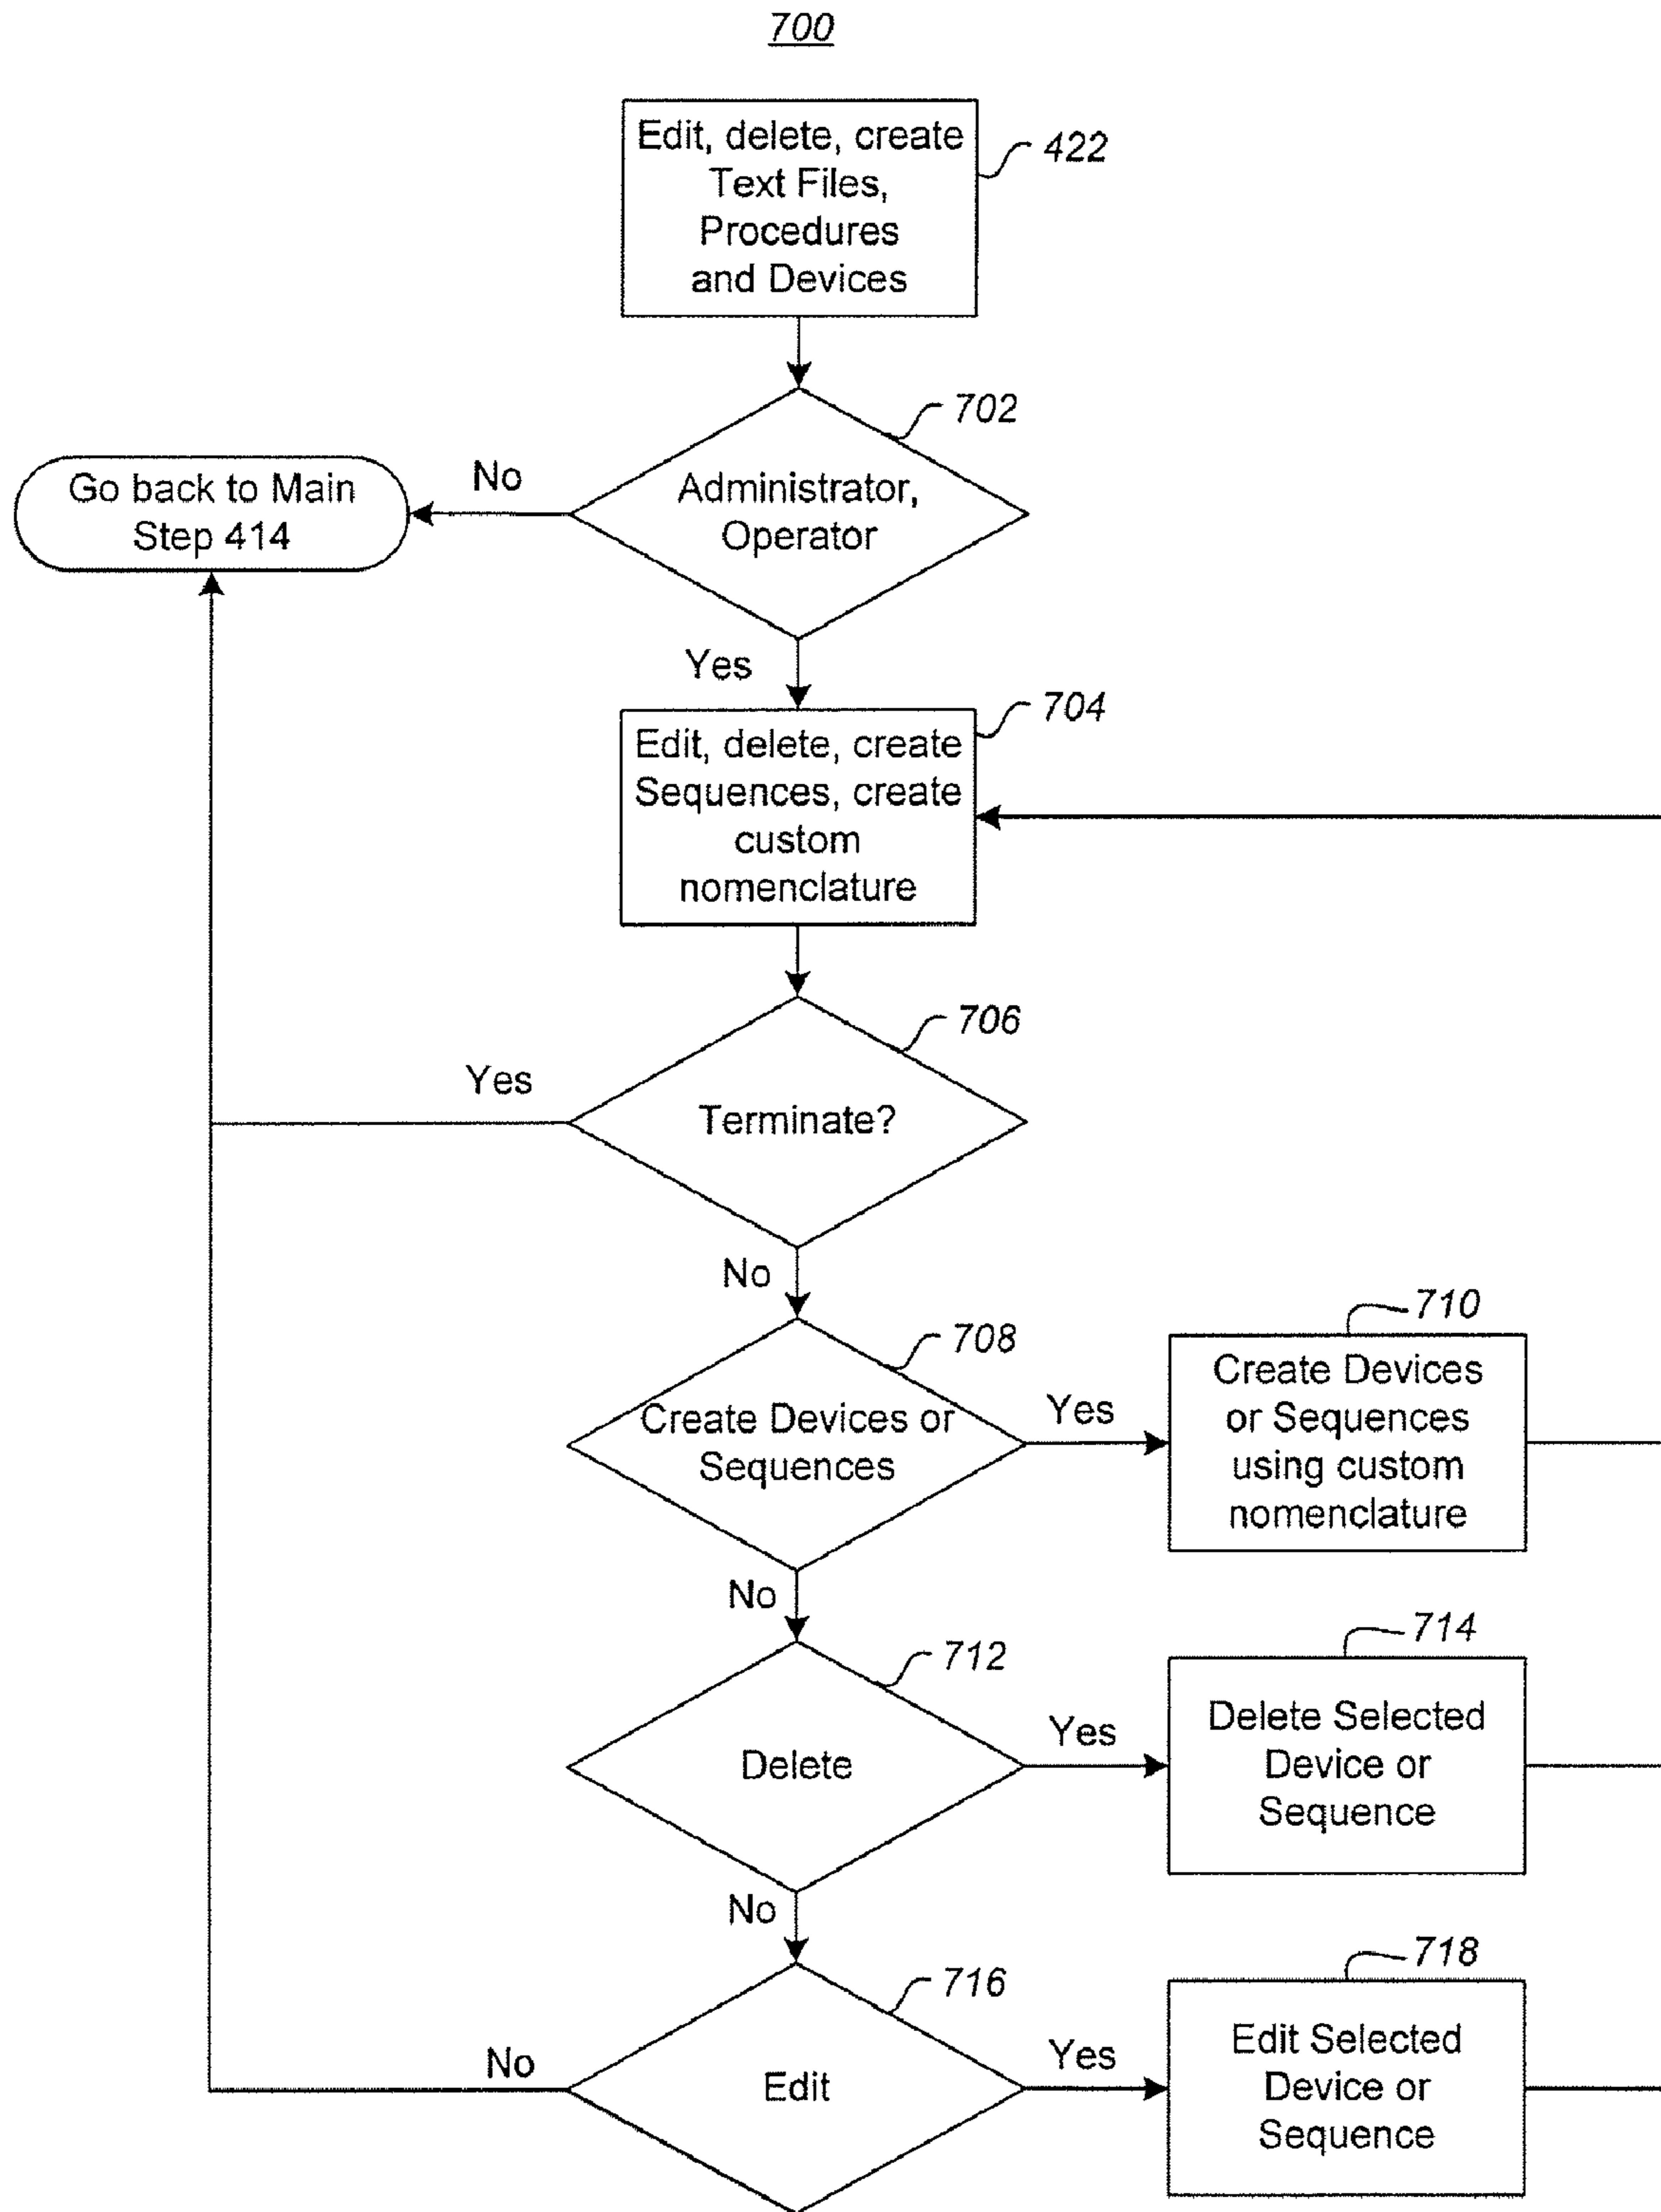 700
Edit, delete, create
Text Files,
Procedures
and Devices
422
702
Administrator,
Operator
No
Go back to Main
Step 414
Yes
704
Edit, delete, create
Sequences, create
custom
nomenclature
706
Terminate?
Yes
No
708
Create Devices or
Sequences
Yes
710
Create Devices
or Sequences
using custom
nomenclature
No
712
Delete
Yes
714
Delete Selected
Device or
Sequence
No
716
Edit
No
Yes
718
Edit Selected
Device or
Sequence